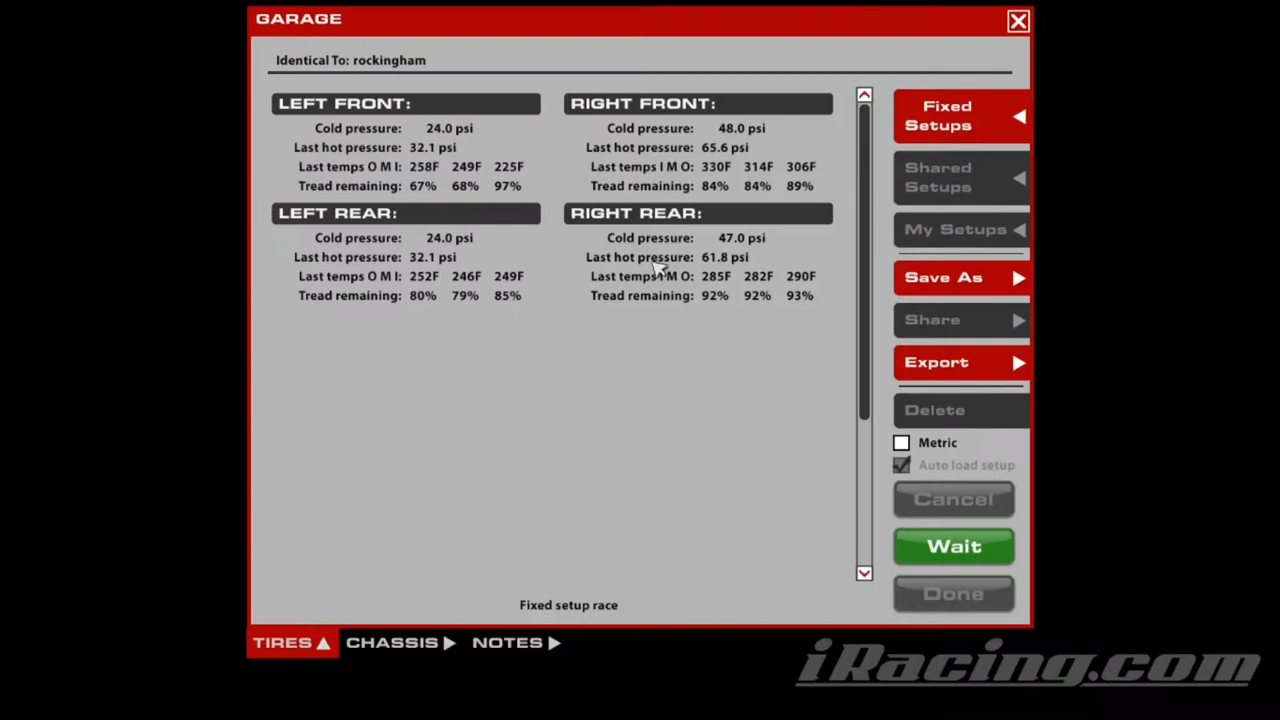 GARAGE
Identical To: rockingham
LEFT FRONT:
Cold pressure: 24.0 psi
Last hot pressure: 32.1 psi
Last temps O M I: 258F 249F 225F
Tread remaining: 67% 68% 97%
RIGHT FRONT:
Cold pressure: 48.0 psi
Last hot pressure: 65.6 psi
Last temps I M O: 330F 314F 306F
Tread remaining: 84% 84% 89%
LEFT REAR:
Cold pressure: 24.0 psi
Last hot pressure: 32.1 psi
Last temps O M I: 252F 246F 249F
Tread remaining: 80% 79% 85%
RIGHT REAR:
Cold pressure: 47.0 psi
Last hot pressure: 61.8 psi
Last temps I M O: 285F 282F 290F
Tread remaining: 92% 92% 93%
Fixed setup race
Fixed
Setups
Shared
Setups
My Setups
Save As
Share
Export
Delete
Metric
Auto load setup
Cancel
Wait
Done
TIRES CHASSIS NOTES
iRacing.com